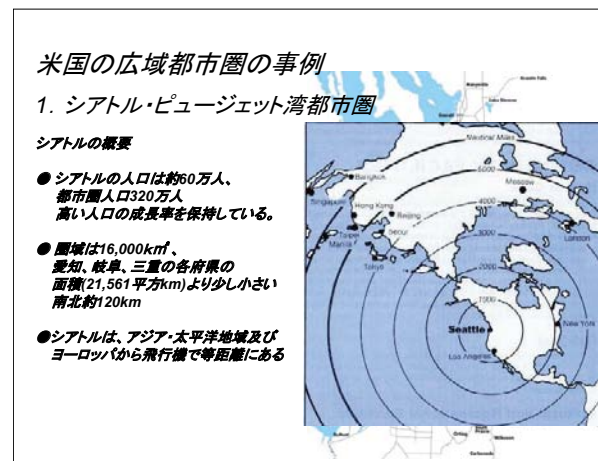 米国の広域都市圏の事例
1. シアトル・ピュージェット湾都市圏
シアトルの概要
● シアトルの人口は約60万人、
都市圏人口320万人
高い人口の成長率を保持している。
● 圏域は16,000k㎡、
愛知、岐阜、三重の各府県の
面積(21,561平方km)より少し小さい
南北約120km
●シアトルは、アジア・太平洋地域及び
ヨーロッパから飛行機で等距離にある
Nautical Miles
5000
4000
3000
2000
1000
Bangkok
Singapore
Hong Kong
Beijing
Taipei
Manila
Seoul
Tokyo
Moscow
London
Seattle
New York
Los Angeles
Granite Falls
Orting
Wilkeson
Carbonado